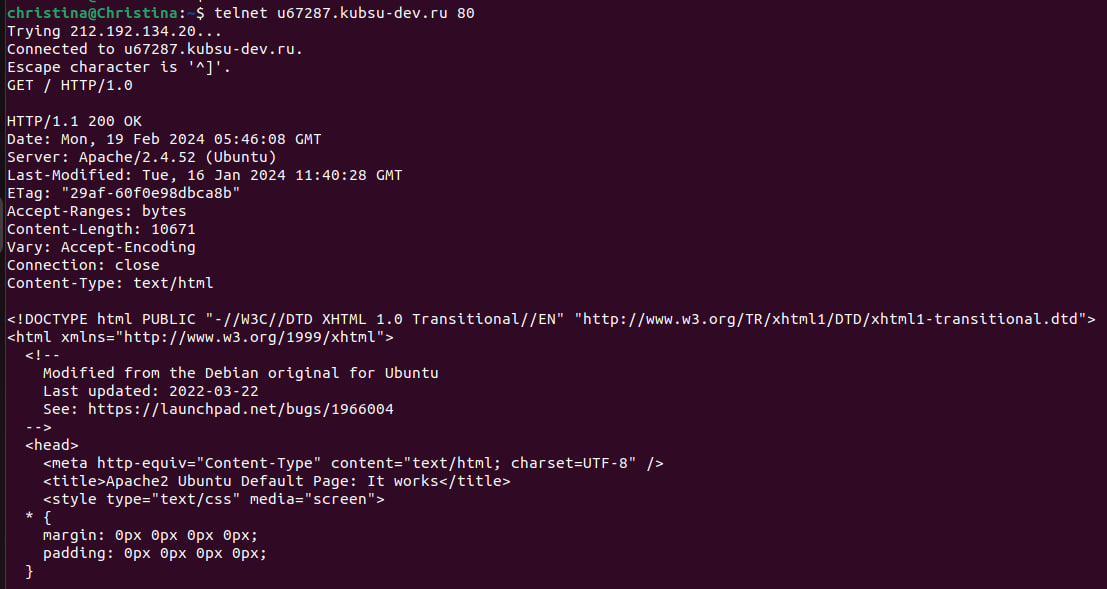 christina@Christina:~$ telnet u67287.kubsu-dev.ru 80
Trying 212.192.134.20...
Connected to u67287.kubsu-dev.ru.
Escape character is '^]'.
GET / HTTP/1.0

HTTP/1.1 200 OK
Date: Mon, 19 Feb 2024 05:46:08 GMT
Server: Apache/2.4.52 (Ubuntu)
Last-Modified: Tue, 16 Jan 2024 11:40:28 GMT
ETag: "29af-60f0e98dbca8b"
Accept-Ranges: bytes
Content-Length: 10671
Vary: Accept-Encoding
Connection: close
Content-Type: text/html

<!DOCTYPE html PUBLIC "-//W3C//DTD XHTML 1.0 Transitional//EN" "http://www.w3.org/TR/xhtml1/DTD/xhtml1-transitional.dtd">
<html xmlns="http://www.w3.org/1999/xhtml">
  <!--
    Modified from the Debian original for Ubuntu
    Last updated: 2022-03-22
    See: https://launchpad.net/bugs/1966004
  -->
  <head>
    <meta http-equiv="Content-Type" content="text/html; charset=UTF-8" />
    <title>Apache2 Ubuntu Default Page: It works</title>
    <style type="text/css" media="screen">
  * {
    margin: 0px 0px 0px 0px;
    padding: 0px 0px 0px 0px;
  }